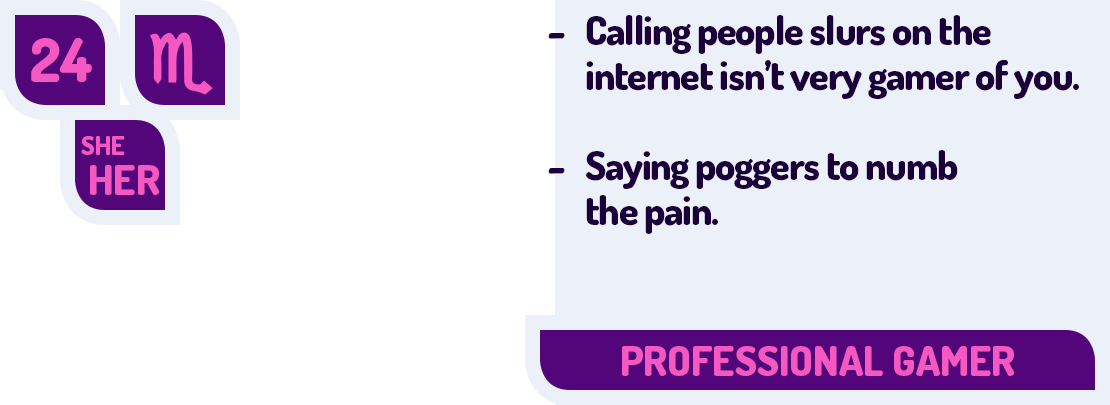 24 ♏
SHE
HER
- Calling people slurs on the
internet isn't very gamer of you.
- Saying poggers to numb
the pain.
PROFESSIONAL GAMER